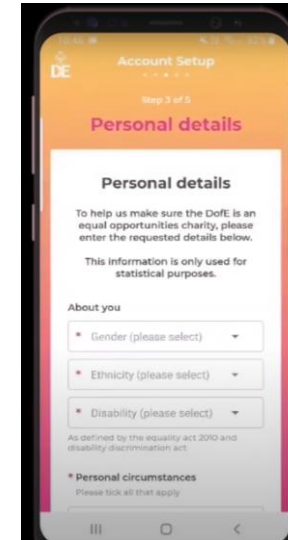 10:46
DE
Account Setup
Step 3 of 5
Personal details
Personal details
To help us make sure the DofE is an
equal opportunities charity, please
enter the requested details below.
This information is only used for
statistical purposes.
About you
* Gender (please select)
* Ethnicity (please select)
* Disability (please select)
As defined by the equality act 2010 and
disability discrimination act
* Personal circumstances
Please tick all that apply